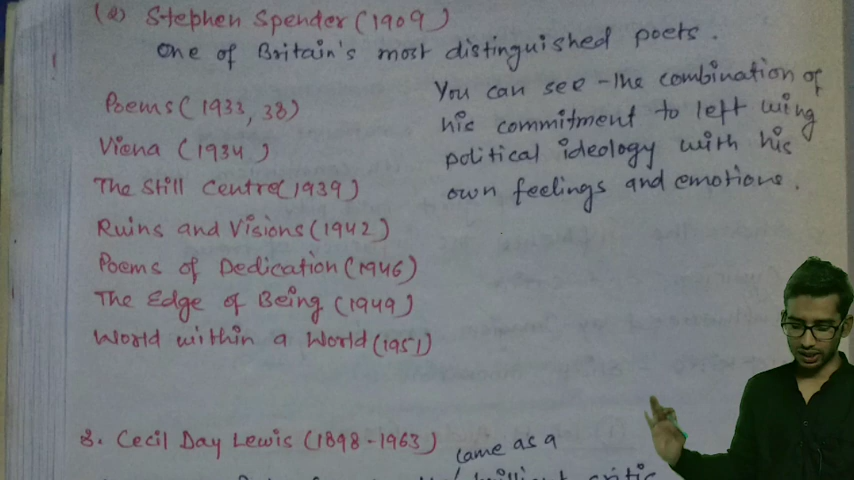 (2) Stephen Spender (1909)
One of Britain's most distinguished poets.
Poems (1933, 38)
Viena (1934)
The Still Centre (1939)
Ruins and Visions (1942)
Poems of Dedication (1946)
The Edge of Being (1949)
World within a World (1951)
You can see the combination of
his commitment to left wing
political ideology with his
own feelings and emotions.
3. Cecil Day Lewis (1898-1963) came as a
brilliant critic